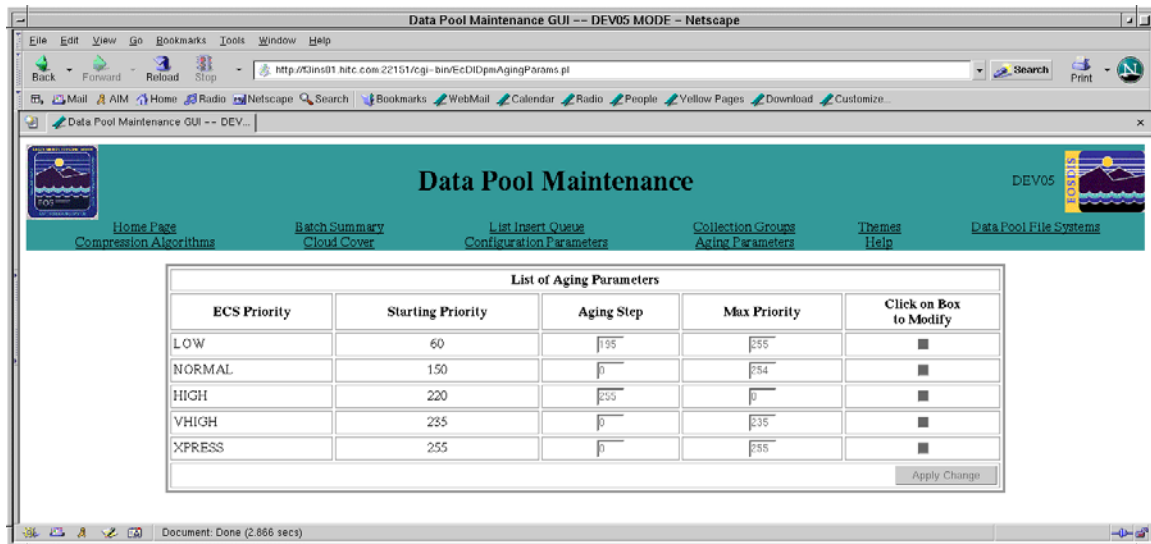 Data Pool Maintenance GUI -- DEV05 MODE - Netscape
File Edit View Go Bookmarks Tools Window Help
Back Forward Reload Stop http://f3ins01.hitc.com:22151/cgi-bin/EcDlDpmAgingParams.pl Search Print N
Mail AIM Home Radio Netscape Search Bookmarks WebMail Calendar Radio People Yellow Pages Download Customize...
Data Pool Maintenance GUI -- DEV...
EOS
Data Pool Maintenance
DEV05
EOSDIS
Home Page Batch Summary List Insert Queue Collection Groups Themes Data Pool File Systems
Compression Algorithms Cloud Cover Configuration Parameters Aging Parameters Help
List of Aging Parameters
ECS Priority Starting Priority Aging Step Max Priority Click on Box
to Modify
LOW 60 195 255
NORMAL 150 0 254
HIGH 220 255 0
VHIGH 235 0 235
XPRESS 255 0 255
Apply Change
Document: Done (2.866 secs)